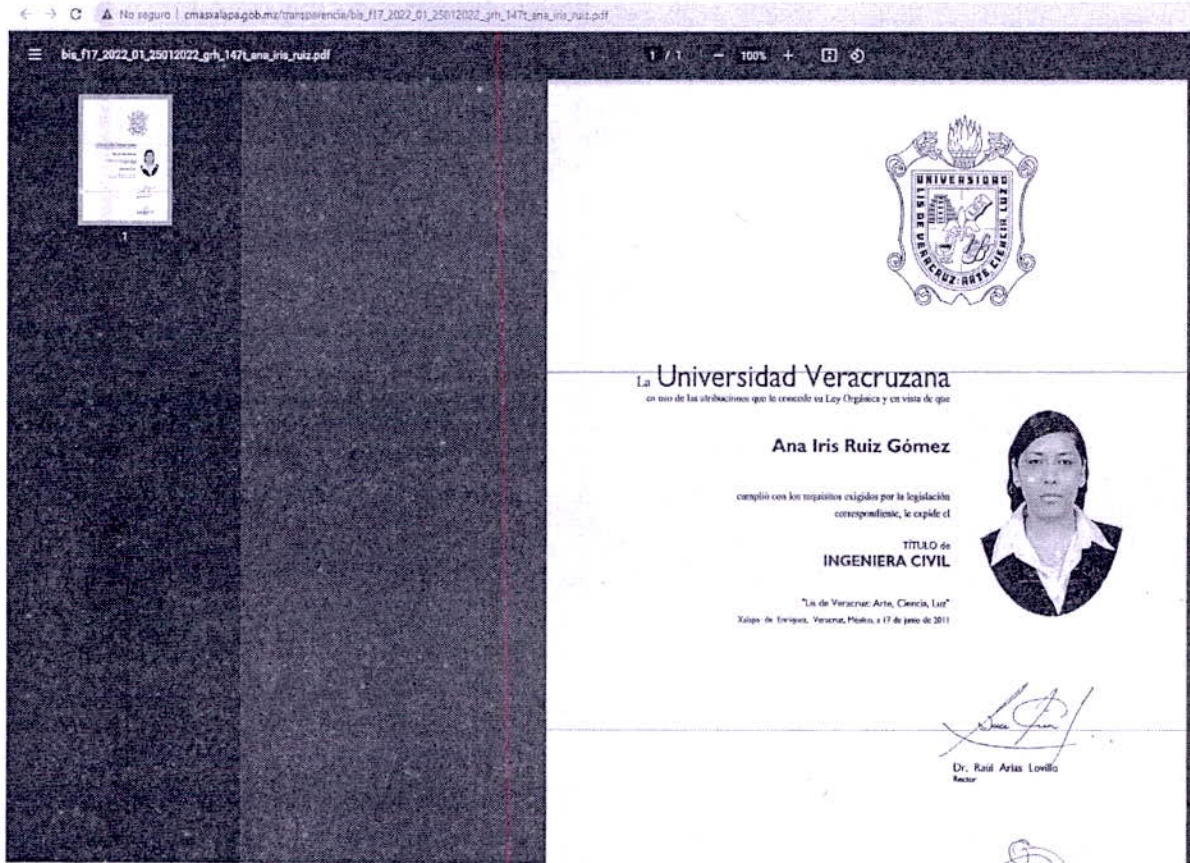 No seguro | cmasxalapa.gob.mx/transparencia/bis_f17_2022_01_25012022_grh_147t_ana_iris_ruiz.pdf
bis_f17_2022_01_25012022_grh_147t_ana_iris_ruiz.pdf
1 / 1 — 100% +
1
UNIVERSIDAD
LIS DE VERACRUZ: ARTE, CIENCIA, LUZ
La Universidad Veracruzana
en uso de las atribuciones que le concede su Ley Orgánica y en vista de que
Ana Iris Ruiz Gómez
cumplió con los requisitos exigidos por la legislación
correspondiente, le expide el
TÍTULO de
INGENIERA CIVIL
"Lis de Veracruz: Arte, Ciencia, Luz"
Xalapa de Enríquez, Veracruz, México, a 17 de junio de 2011
Dr. Raúl Arias Lovillo
Rector